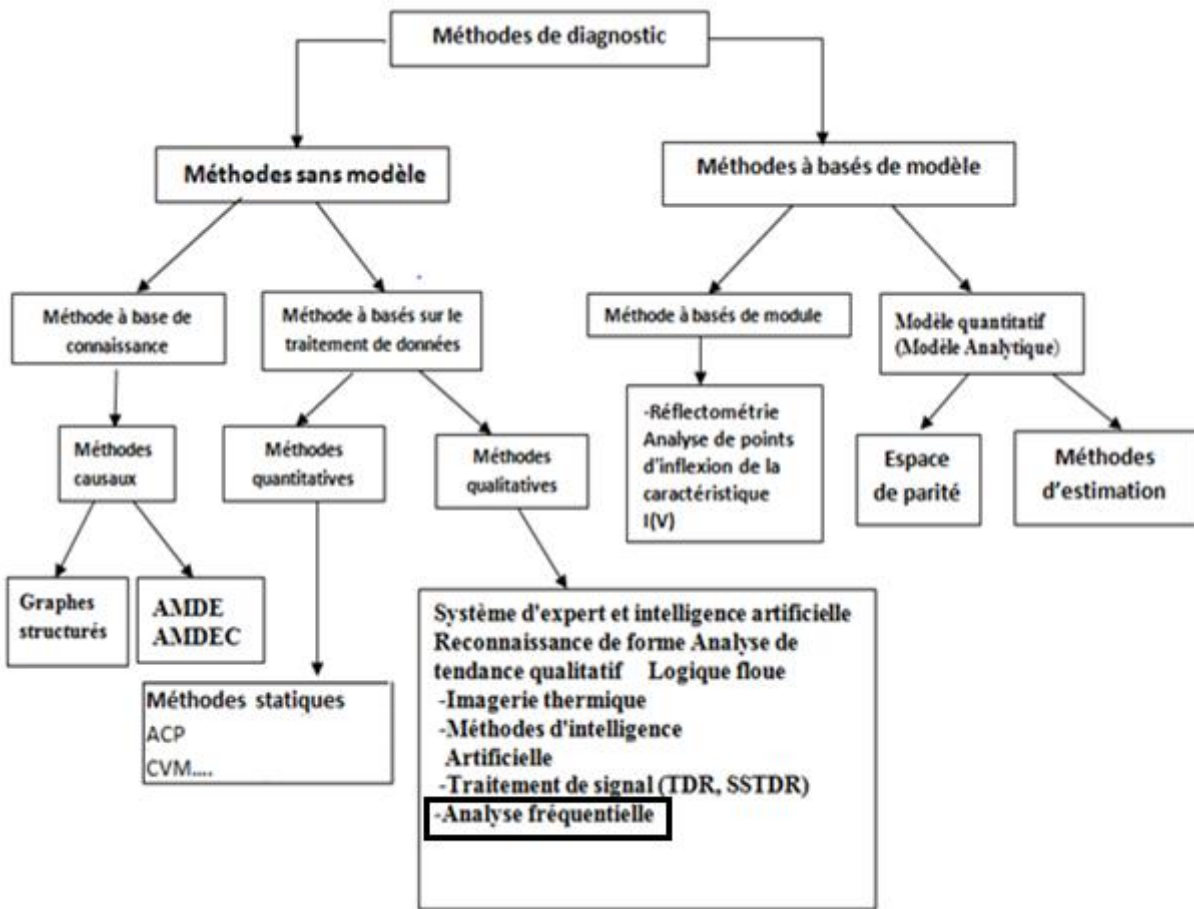 Méthodes de diagnostic
Méthodes sans modèle
Méthodes à basés de modèle
Méthode à base de
connaissance
Méthode à basés sur le
traitement de données
Méthode à basés de module
Modèle quantitatif
(Modèle Analytique)
Méthodes
causaux
Méthodes
quantitatives
Méthodes
qualitatives
-Réflectométrie
Analyse de points
d'inflexion de la
caractéristique
I(V)
Espace
de parité
Méthodes
d'estimation
Graphes
structurés
AMDE
AMDEC
Méthodes statiques
ACP
CVM....
Système d'expert et intelligence artificielle
Reconnaissance de forme Analyse de
tendance qualitatif Logique floue
-Imagerie thermique
-Méthodes d'intelligence
Artificielle
-Traitement de signal (TDR, SSTDR)
-Analyse fréquentielle